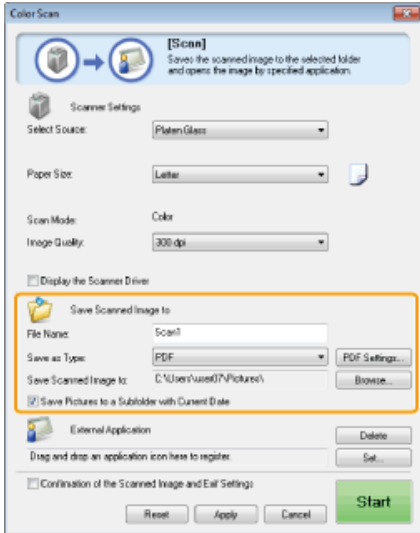 Color Scan
[Scan]
Saves the scanned image to the selected folder
and opens the image by specified application.
Scanner Settings
Select Source: Platen Glass
Paper Size: Letter
Scan Mode: Color
Image Quality: 300 dpi
Display the Scanner Driver
Save Scanned Image to
File Name: Scan1
Save as Type: PDF PDF Settings...
Save Scanned Image to: C:\Users\user07\Pictures\ Browse...
Save Pictures to a Subfolder with Current Date
External Application Delete
Drag and drop an application icon here to register. Set...
Confirmation of the Scanned Image and Exif Settings
Start
Reset Apply Cancel